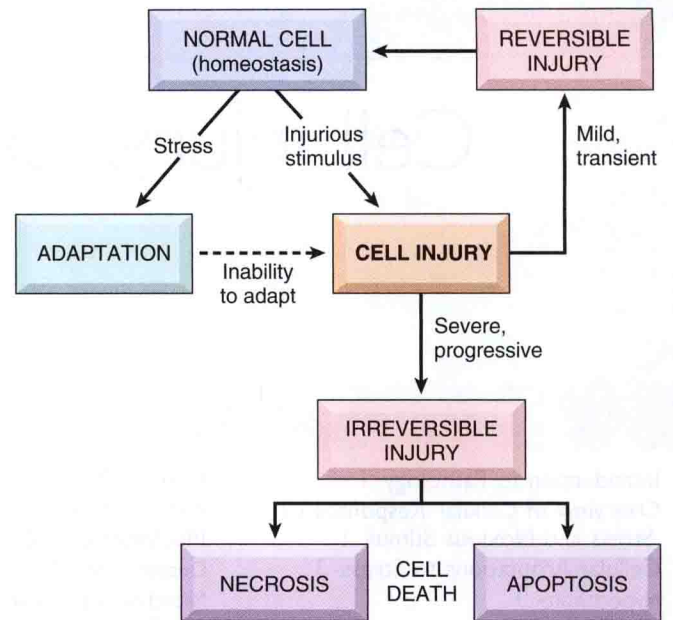 NORMAL CELL
(homeostasis)
REVERSIBLE
INJURY
Stress
Injurious
stimulus
Mild,
transient
ADAPTATION
Inability
to adapt
CELL INJURY
Severe,
progressive
IRREVERSIBLE
INJURY
NECROSIS
CELL
DEATH
APOPTOSIS